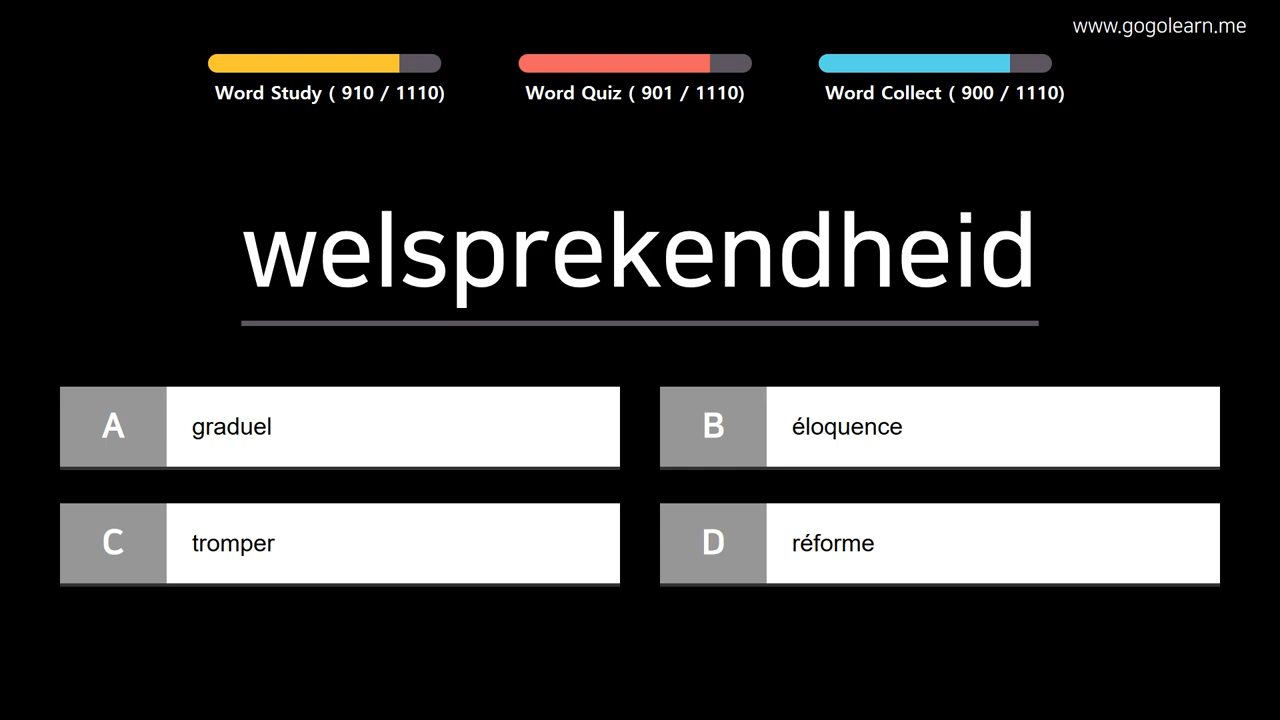 www.gogolearn.me
Word Study ( 910 / 1110)
Word Quiz ( 901 / 1110)
Word Collect ( 900 / 1110)
welsprekendheid
A graduel
B éloquence
C tromper
D réforme